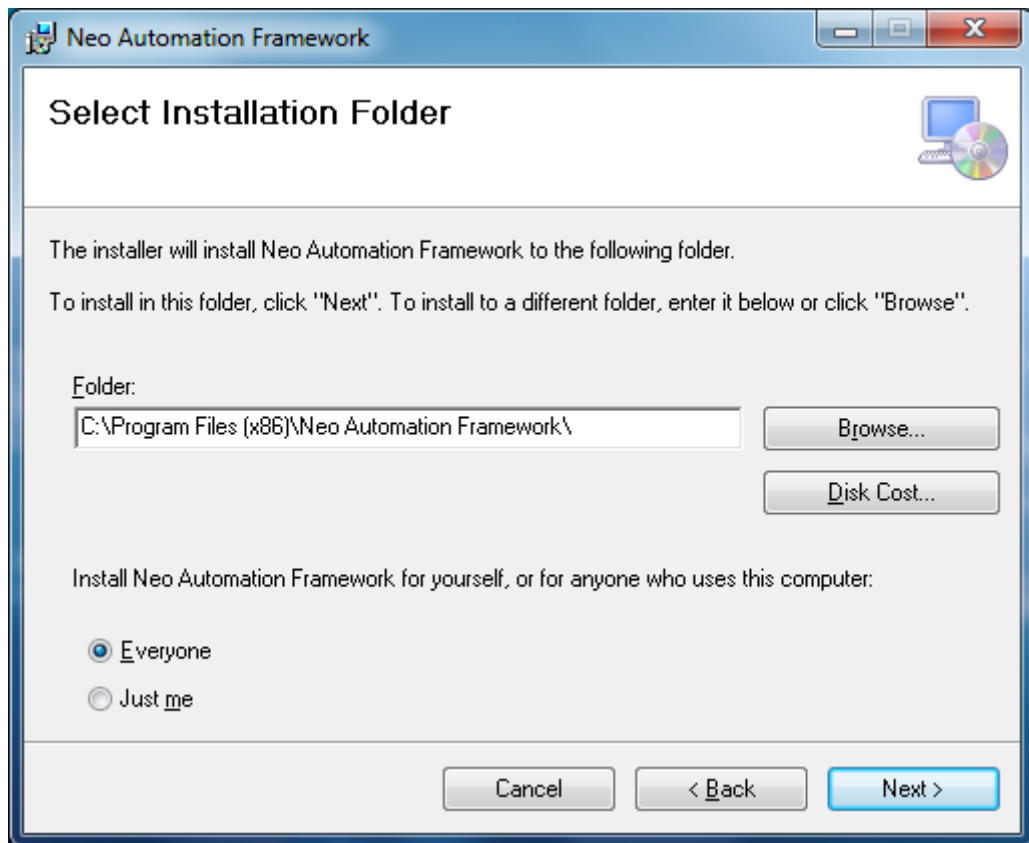 Neo Automation Framework
Select Installation Folder
The installer will install Neo Automation Framework to the following folder.
To install in this folder, click "Next". To install to a different folder, enter it below or click "Browse".
Folder:
C:\Program Files (x86)\Neo Automation Framework\
Browse...
Disk Cost...
Install Neo Automation Framework for yourself, or for anyone who uses this computer:
Everyone
Just me
Cancel
< Back
Next >